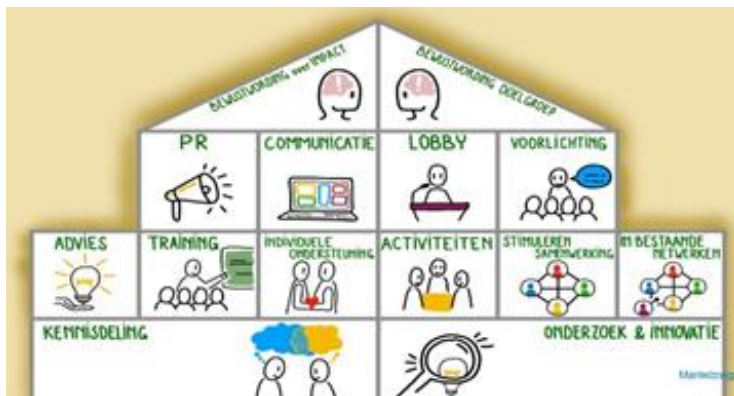 BEWUSTWORDING over IMPACT
BEWUSTWORDING DOELGROEP
PR
COMMUNICATIE
LOBBY
VOORLICHTING
ADVIES
TRAINING
INDIVIDUELE
ONDERSTEUNING
ACTIVITEITEN
STIMULEREN
SAMENWERKING
IN BESTAANDE
NETWERKEN
KENNISDELING
ONDERZOEK & INNOVATIE